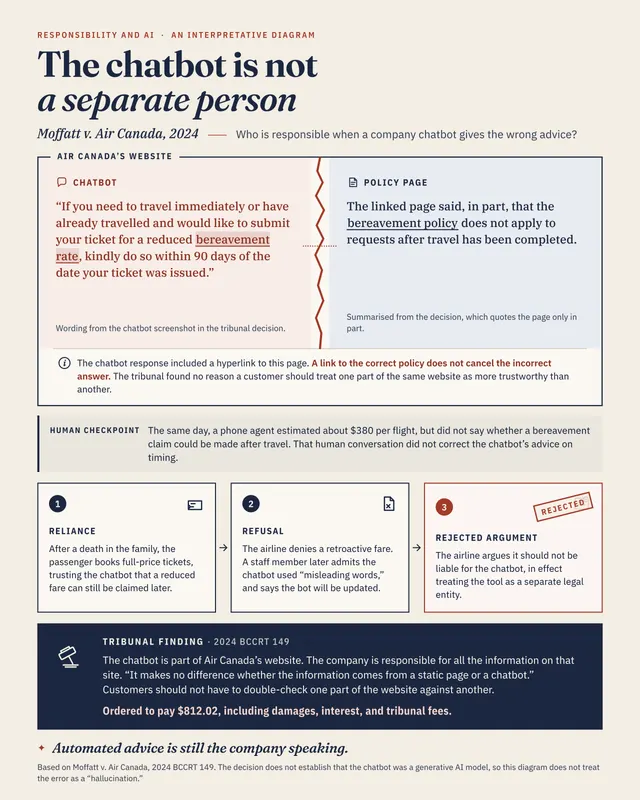 RESPONSIBILITY AND AI · AN INTERPRETATIVE DIAGRAM
The chatbot is not
a separate person
Moffatt v. Air Canada, 2024 — Who is responsible when a company chatbot gives the wrong advice?
AIR CANADA'S WEBSITE
CHATBOT
“If you need to travel immediately or have
already travelled and would like to submit
your ticket for a reduced bereavement
rate, kindly do so within 90 days of the
date your ticket was issued.”
Wording from the chatbot screenshot in the tribunal decision.
POLICY PAGE
The linked page said, in part, that the
bereavement policy does not apply to
requests after travel has been completed.
Summarised from the decision, which quotes the page only in
part.
The chatbot response included a hyperlink to this page. A link to the correct policy does not cancel the incorrect
answer. The tribunal found no reason a customer should treat one part of the same website as more trustworthy than
another.
HUMAN CHECKPOINT
The same day, a phone agent estimated about $380 per flight, but did not say whether a bereavement
claim could be made after travel. That human conversation did not correct the chatbot's advice on
timing.
1
RELIANCE
After a death in the family, the
passenger books full-price tickets,
trusting the chatbot that a reduced
fare can still be claimed later.
→
2
REFUSAL
The airline denies a retroactive fare.
A staff member later admits the
chatbot used “misleading words,”
and says the bot will be updated.
→
3
REJECTED
REJECTED ARGUMENT
The airline argues it should not be
liable for the chatbot, in effect
treating the tool as a separate legal
entity.
TRIBUNAL FINDING · 2024 BCCRT 149
The chatbot is part of Air Canada's website. The company is responsible for all the information on that
site. “It makes no difference whether the information comes from a static page or a chatbot.”
Customers should not have to double-check one part of the website against another.
Ordered to pay $812.02, including damages, interest, and tribunal fees.
✦ Automated advice is still the company speaking.
Based on Moffatt v. Air Canada, 2024 BCCRT 149. The decision does not establish that the chatbot was a generative AI model, so this diagram does not treat
the error as a “hallucination.”